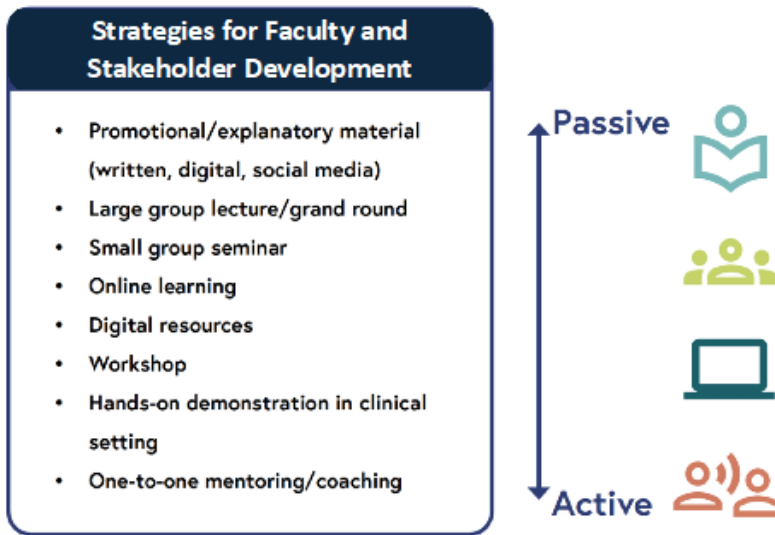 Strategies for Faculty and
Stakeholder Development
• Promotional/explanatory material
(written, digital, social media)
• Large group lecture/grand round
• Small group seminar
• Online learning
• Digital resources
• Workshop
• Hands-on demonstration in clinical
setting
• One-to-one mentoring/coaching
Passive
Active